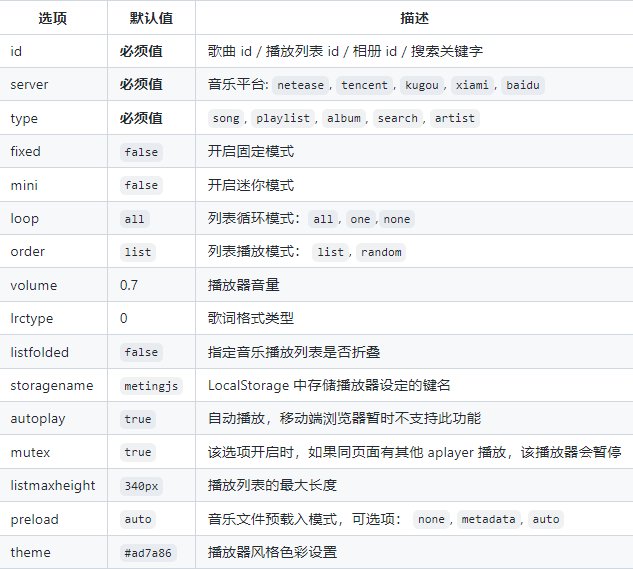 选项 默认值 描述
id 必须值 歌曲 id / 播放列表 id / 相册 id / 搜索关键字
server 必须值 音乐平台: netease, tencent, kugou, xiami, baidu
type 必须值 song, playlist, album, search, artist
fixed false 开启固定模式
mini false 开启迷你模式
loop all 列表循环模式： all, one,none
order list 列表播放模式： list, random
volume 0.7 播放器音量
lrctype 0 歌词格式类型
listfolded false 指定音乐播放列表是否折叠
storagename metingjs LocalStorage 中存储播放器设定的键名
autoplay true 自动播放，移动端浏览器暂时不支持此功能
mutex true 该选项开启时，如果同页面有其他 aplayer 播放，该播放器会暂停
listmaxheight 340px 播放列表的最大长度
preload auto 音乐文件预载入模式，可选项： none, metadata, auto
theme #ad7a86 播放器风格色彩设置